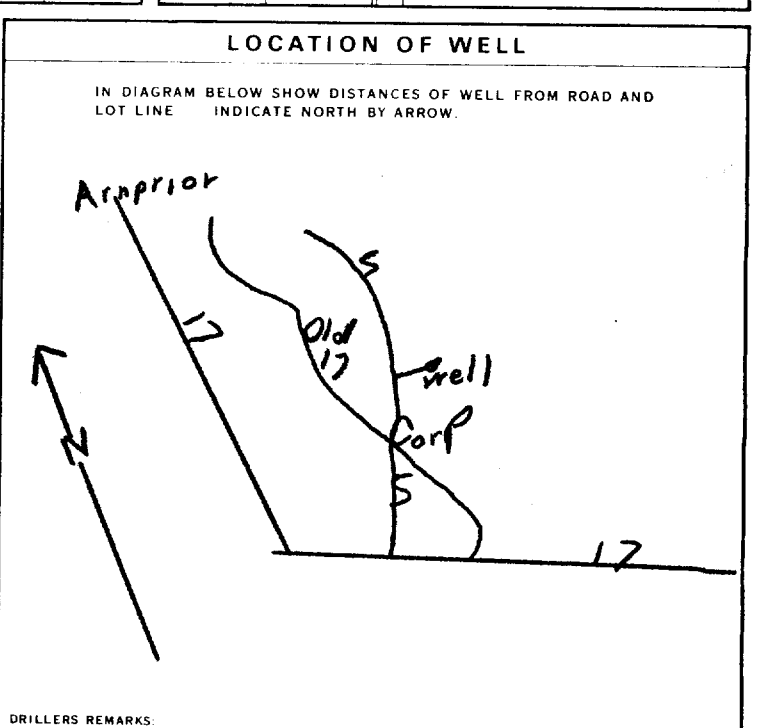 LOCATION OF WELL
IN DIAGRAM BELOW SHOW DISTANCES OF WELL FROM ROAD AND
LOT LINE INDICATE NORTH BY ARROW.
Arnprior
5
17
Old
17
well
N
Corp
5
17
DRILLERS REMARKS: